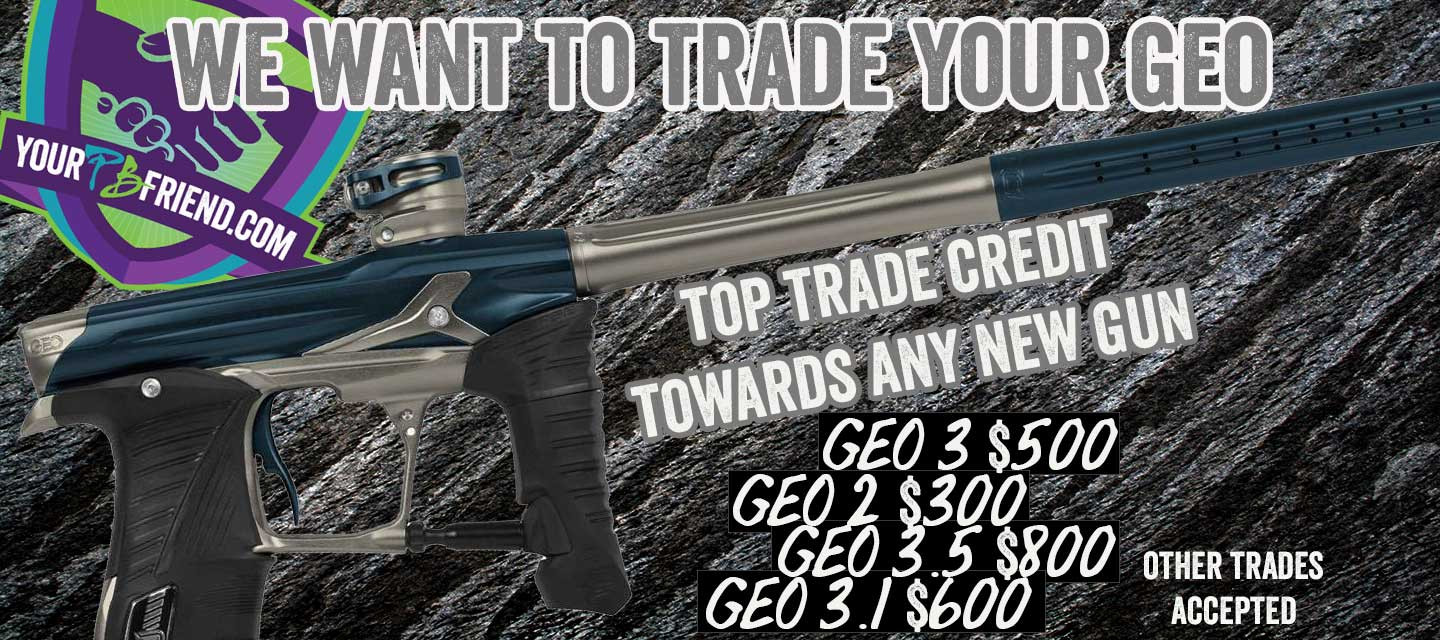 WE WANT TO TRADE YOUR GEO
YOURPBFRIEND.COM
GEO
TOP TRADE CREDIT
TOWARDS ANY NEW GUN
GEO 3 $500
GEO 2 $300
GEO 3.5 $800
GEO 3.1 $600
OTHER TRADES
ACCEPTED